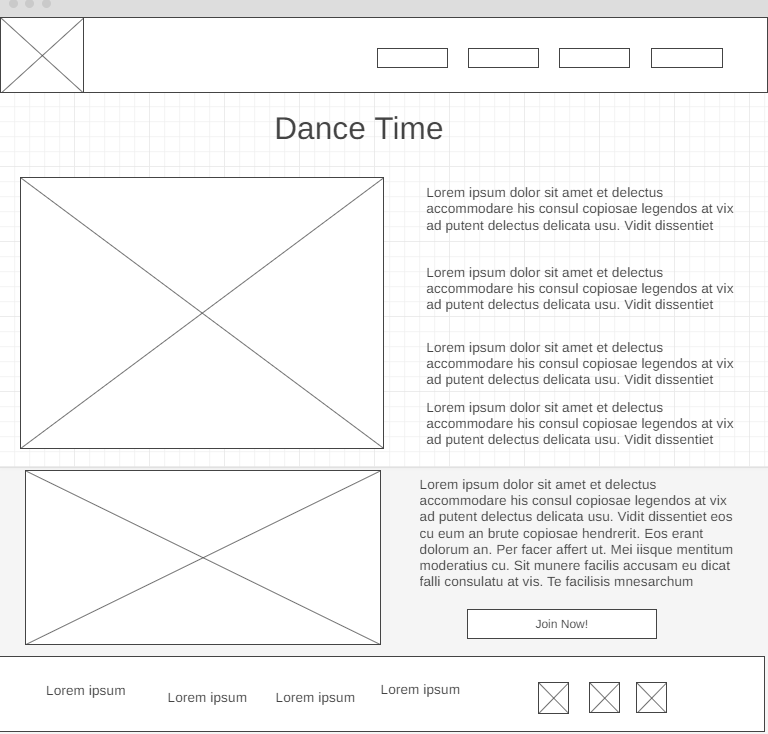 Dance Time
Lorem ipsum dolor sit amet et delectus
accommodare his consul copiosae legendos at vix
ad putent delectus delicata usu. Vidit dissentiet
Lorem ipsum dolor sit amet et delectus
accommodare his consul copiosae legendos at vix
ad putent delectus delicata usu. Vidit dissentiet
Lorem ipsum dolor sit amet et delectus
accommodare his consul copiosae legendos at vix
ad putent delectus delicata usu. Vidit dissentiet
Lorem ipsum dolor sit amet et delectus
accommodare his consul copiosae legendos at vix
ad putent delectus delicata usu. Vidit dissentiet
Lorem ipsum dolor sit amet et delectus
accommodare his consul copiosae legendos at vix
ad putent delectus delicata usu. Vidit dissentiet eos
cu eum an brute copiosae hendrerit. Eos erant
dolorum an. Per facer affert ut. Mei iisque mentitum
moderatius cu. Sit munere facilis accusam eu dicat
falli consulatu at vis. Te facilisis mnesarchum
Join Now!
Lorem ipsum
Lorem ipsum
Lorem ipsum
Lorem ipsum